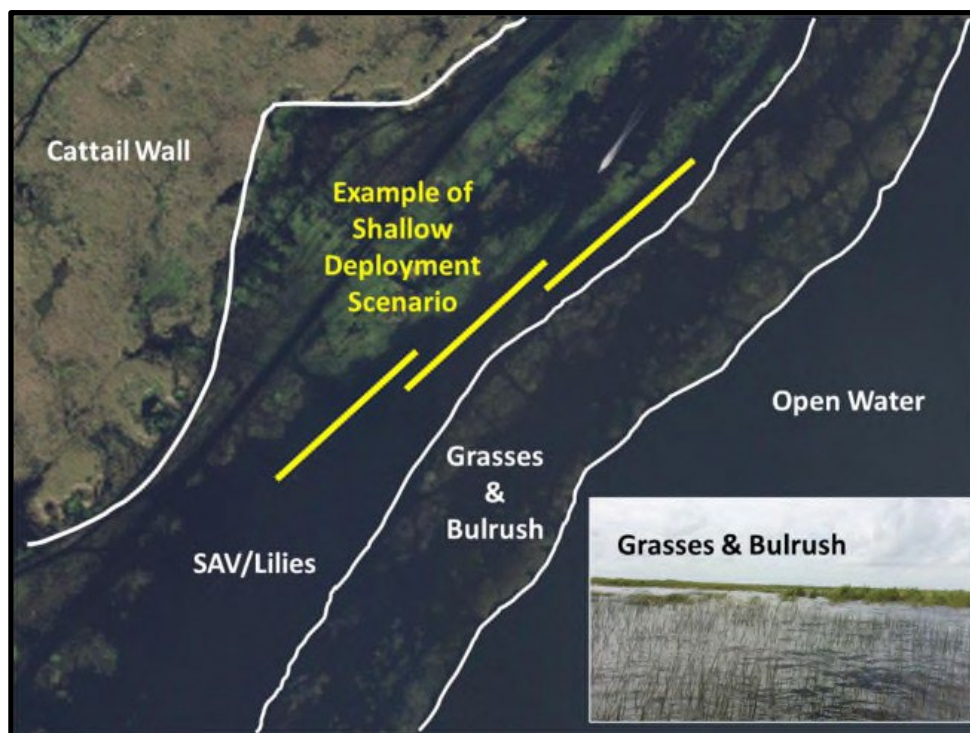 Cattail Wall
Example of
Shallow
Deployment
Scenario
Open Water
Grasses
&
Bulrush
SAV/Lilies
Grasses & Bulrush